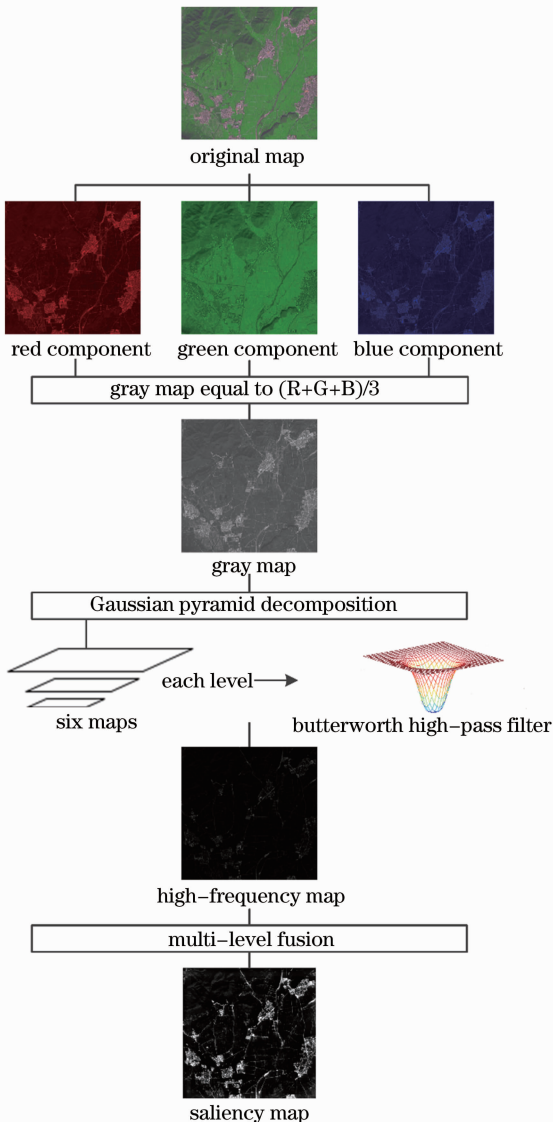 original map
red component
green component
blue component
gray map equal to (R+G+B)/3
gray map
Gaussian pyramid decomposition
each level
six maps
butterworth high-pass filter
high-frequency map
multi-level fusion
saliency map